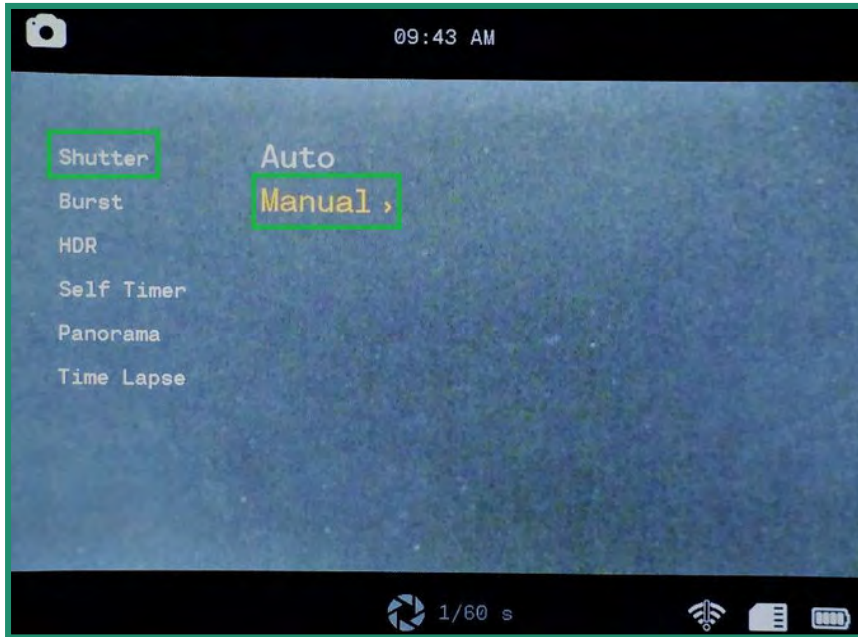 09:43 AM
Shutter
Auto
Burst
Manual ›
HDR
Self Timer
Panorama
Time Lapse
1/60 s